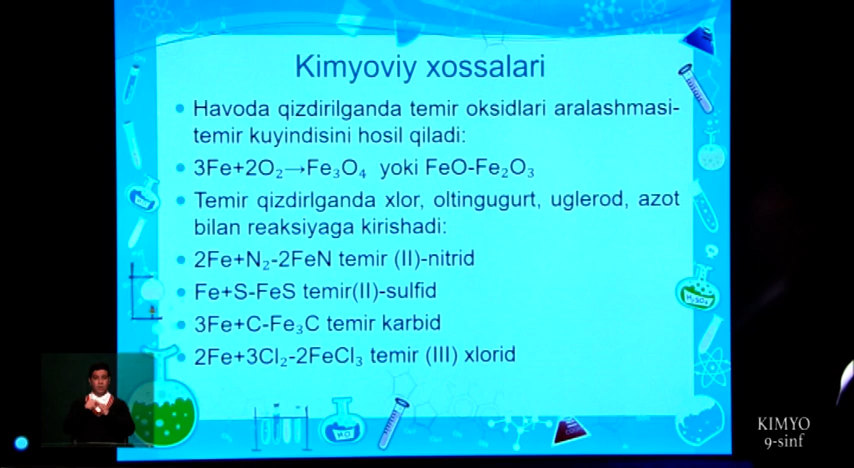 Kimyoviy xossalari
• Havoda qizdirilganda temir oksidlari aralashmasi-
temir kuyindisini hosil qiladi:
• 3Fe+2O₂→Fe₃O₄ yoki FeO-Fe₂O₃
• Temir qizdirlganda xlor, oltingugurt, uglerod, azot
bilan reaksiyaga kirishadi:
• 2Fe+N₂-2FeN temir (II)-nitrid
• Fe+S-FeS temir(II)-sulfid
• 3Fe+C-Fe₃C temir karbid
• 2Fe+3Cl₂-2FeCl₃ temir (III) xlorid
H₂SO₄
HCl
KIMYO
9-sinf